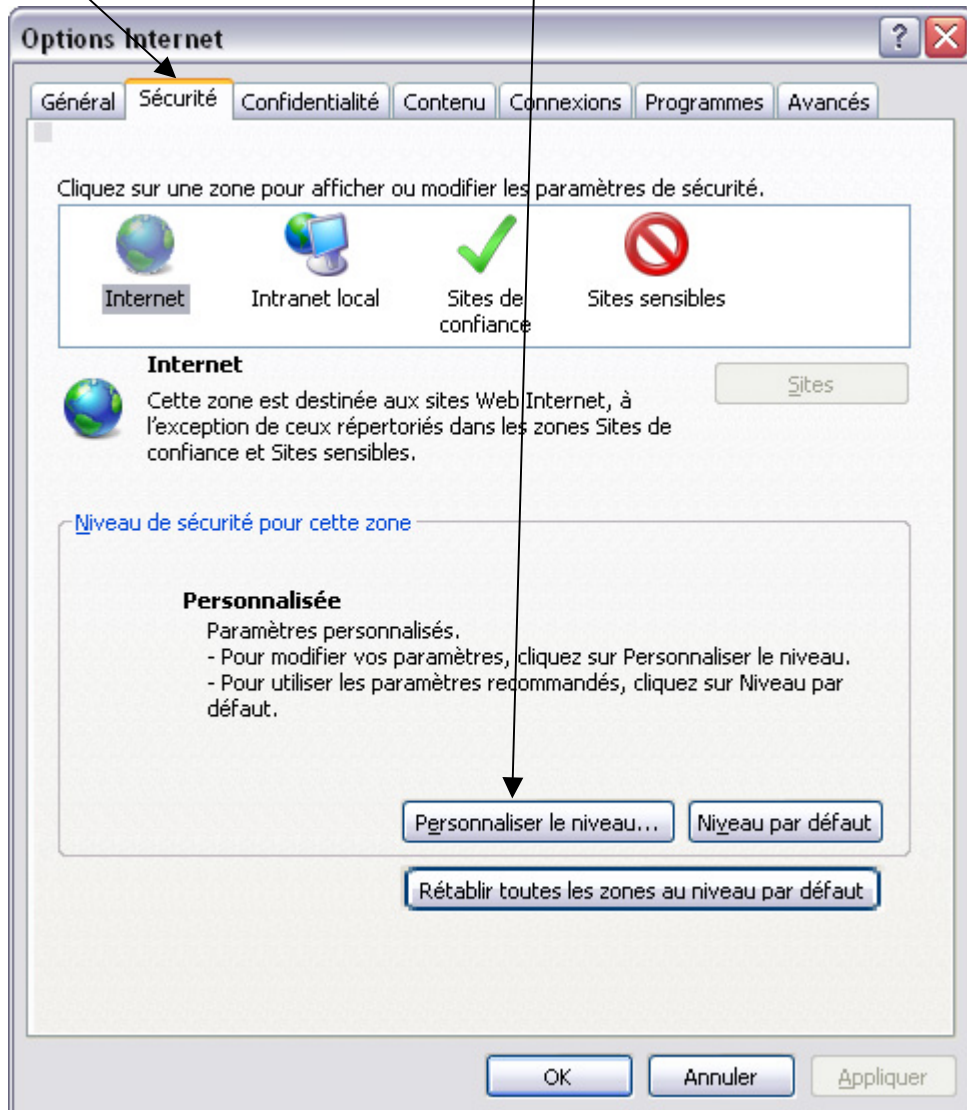 Options Internet
Général Sécurité Confidentialité Contenu Connexions Programmes Avancés
Cliquez sur une zone pour afficher ou modifier les paramètres de sécurité.
Internet Intranet local Sites de confiance Sites sensibles
Internet
Sites
Cette zone est destinée aux sites Web Internet, à
l'exception de ceux répertoriés dans les zones Sites de
confiance et Sites sensibles.
Niveau de sécurité pour cette zone
Personnalisée
Paramètres personnalisés.
- Pour modifier vos paramètres, cliquez sur Personnaliser le niveau.
- Pour utiliser les paramètres recommandés, cliquez sur Niveau par
défaut.
Personnaliser le niveau... Niveau par défaut
Rétablir toutes les zones au niveau par défaut
OK Annuler Appliquer